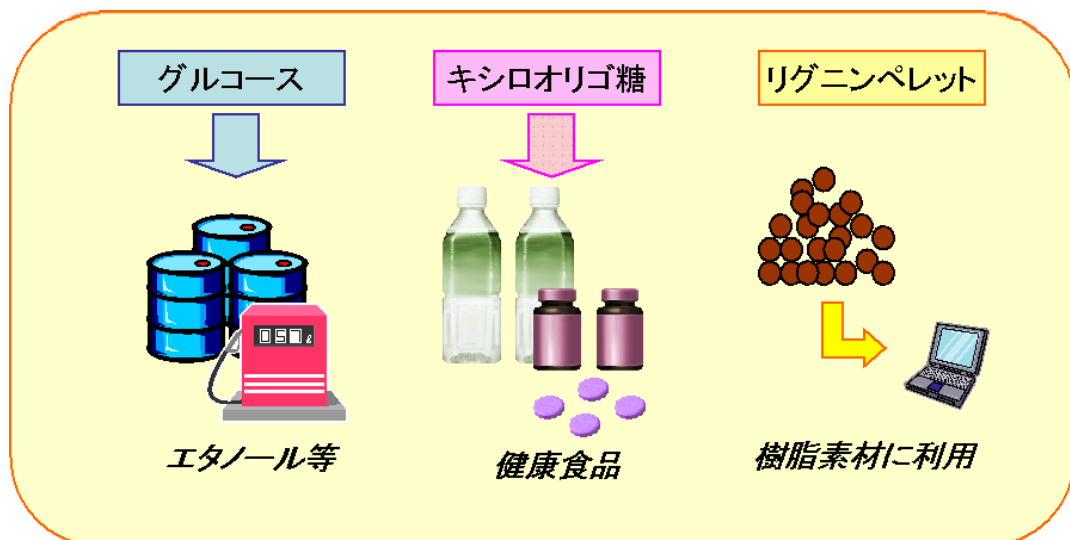 グルコース
キシロオリゴ糖
リグニンペレット
050ℓ
エタノール等
健康食品
樹脂素材に利用